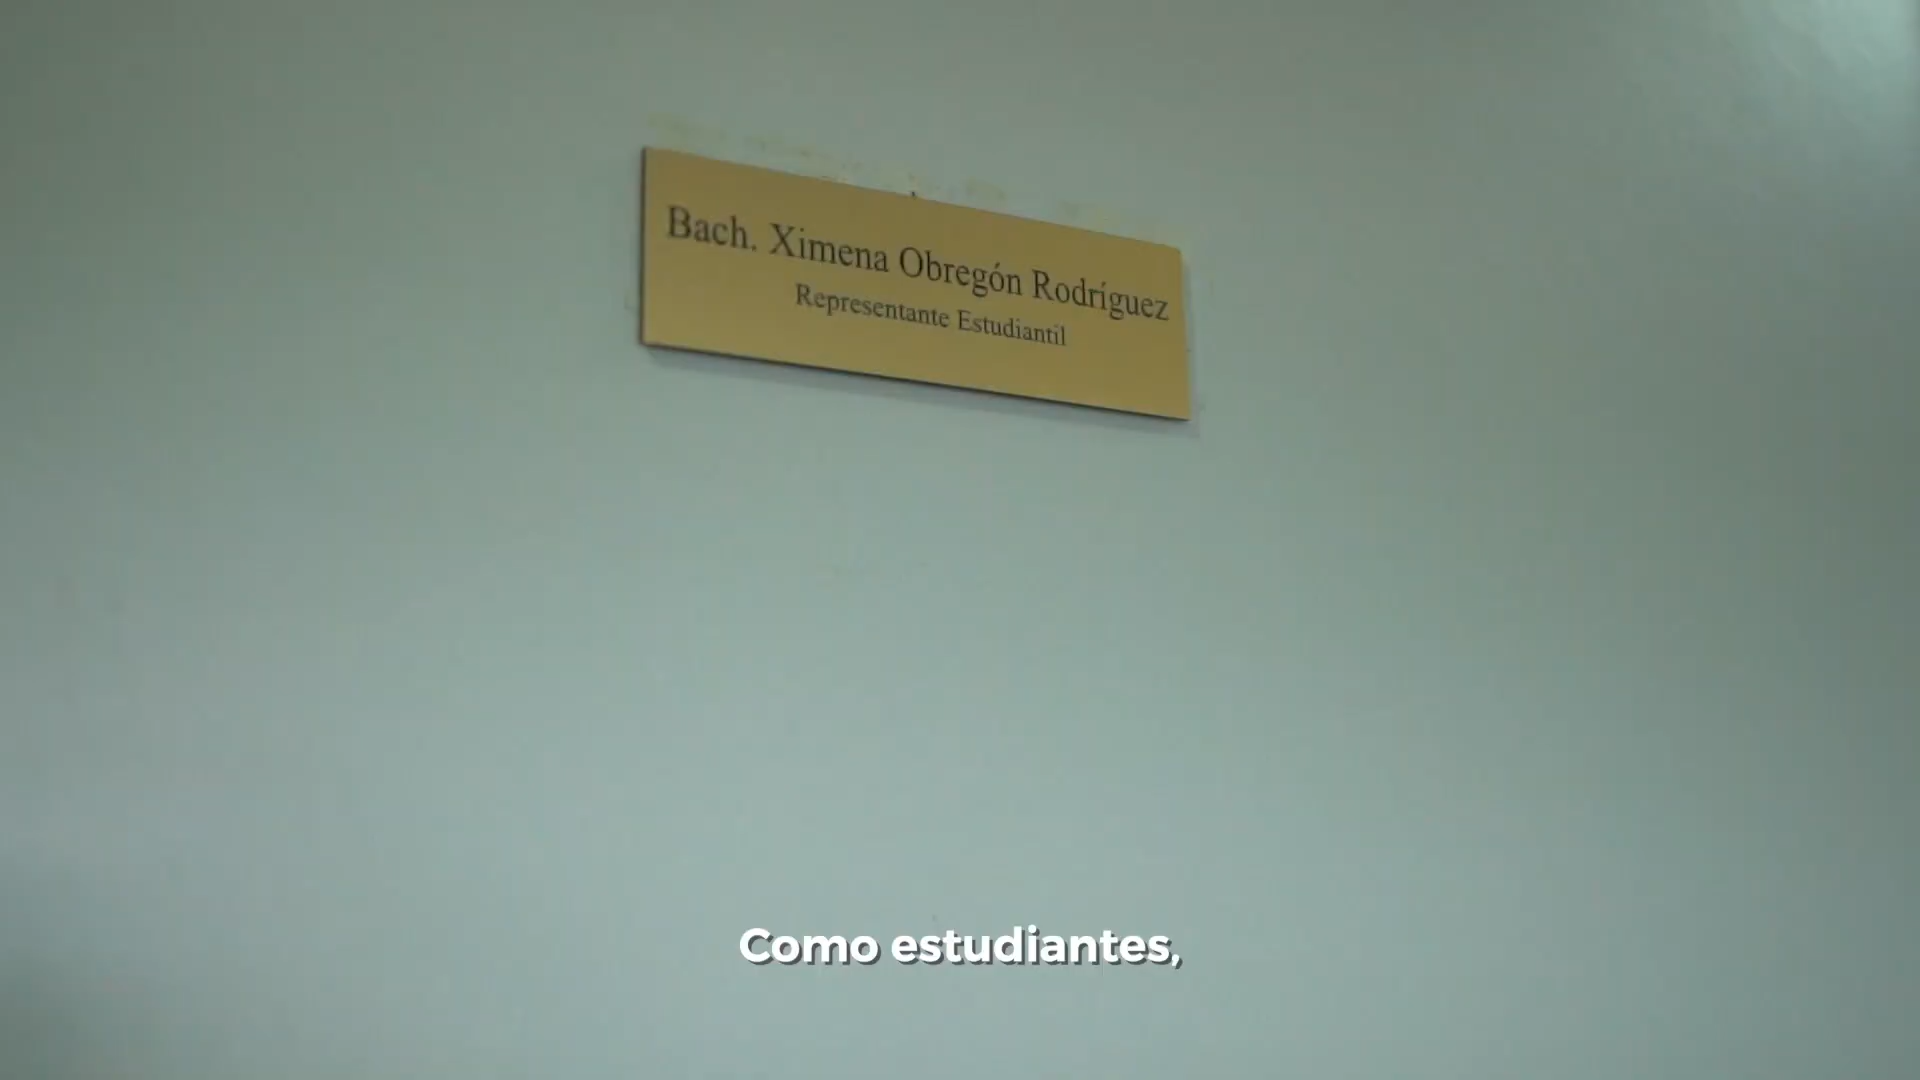 Bach. Ximena Obregón Rodríguez
Representante Estudiantil
Como estudiantes,